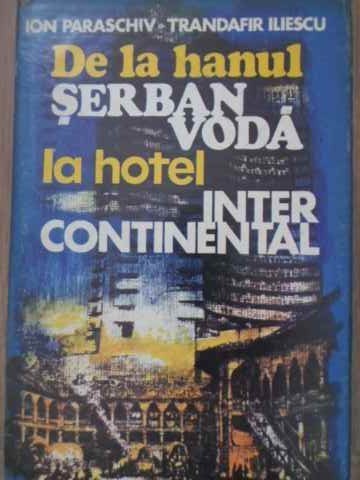 ION PARASCHIV - TRANDAFIR ILIESCU
De la hanul
ŞERBAN
VODĂ
la hotel
INTER
CONTINENTAL